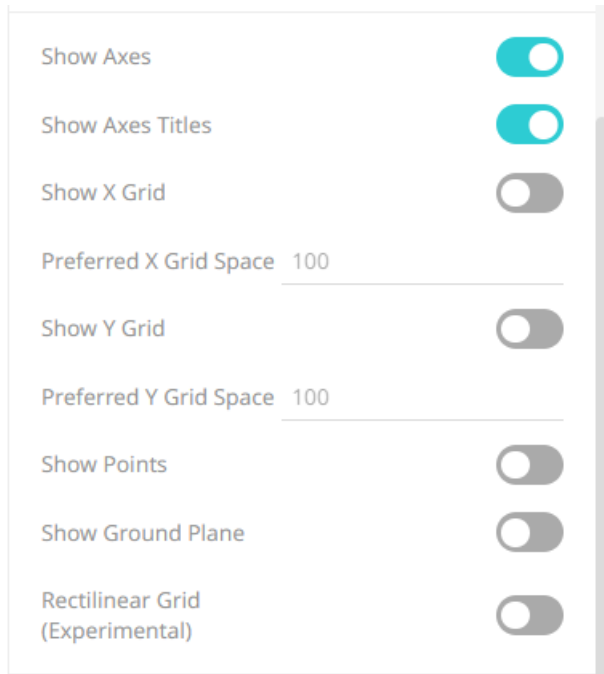 Show Axes
Show Axes Titles
Show X Grid
Preferred X Grid Space 100
Show Y Grid
Preferred Y Grid Space 100
Show Points
Show Ground Plane
Rectilinear Grid
(Experimental)